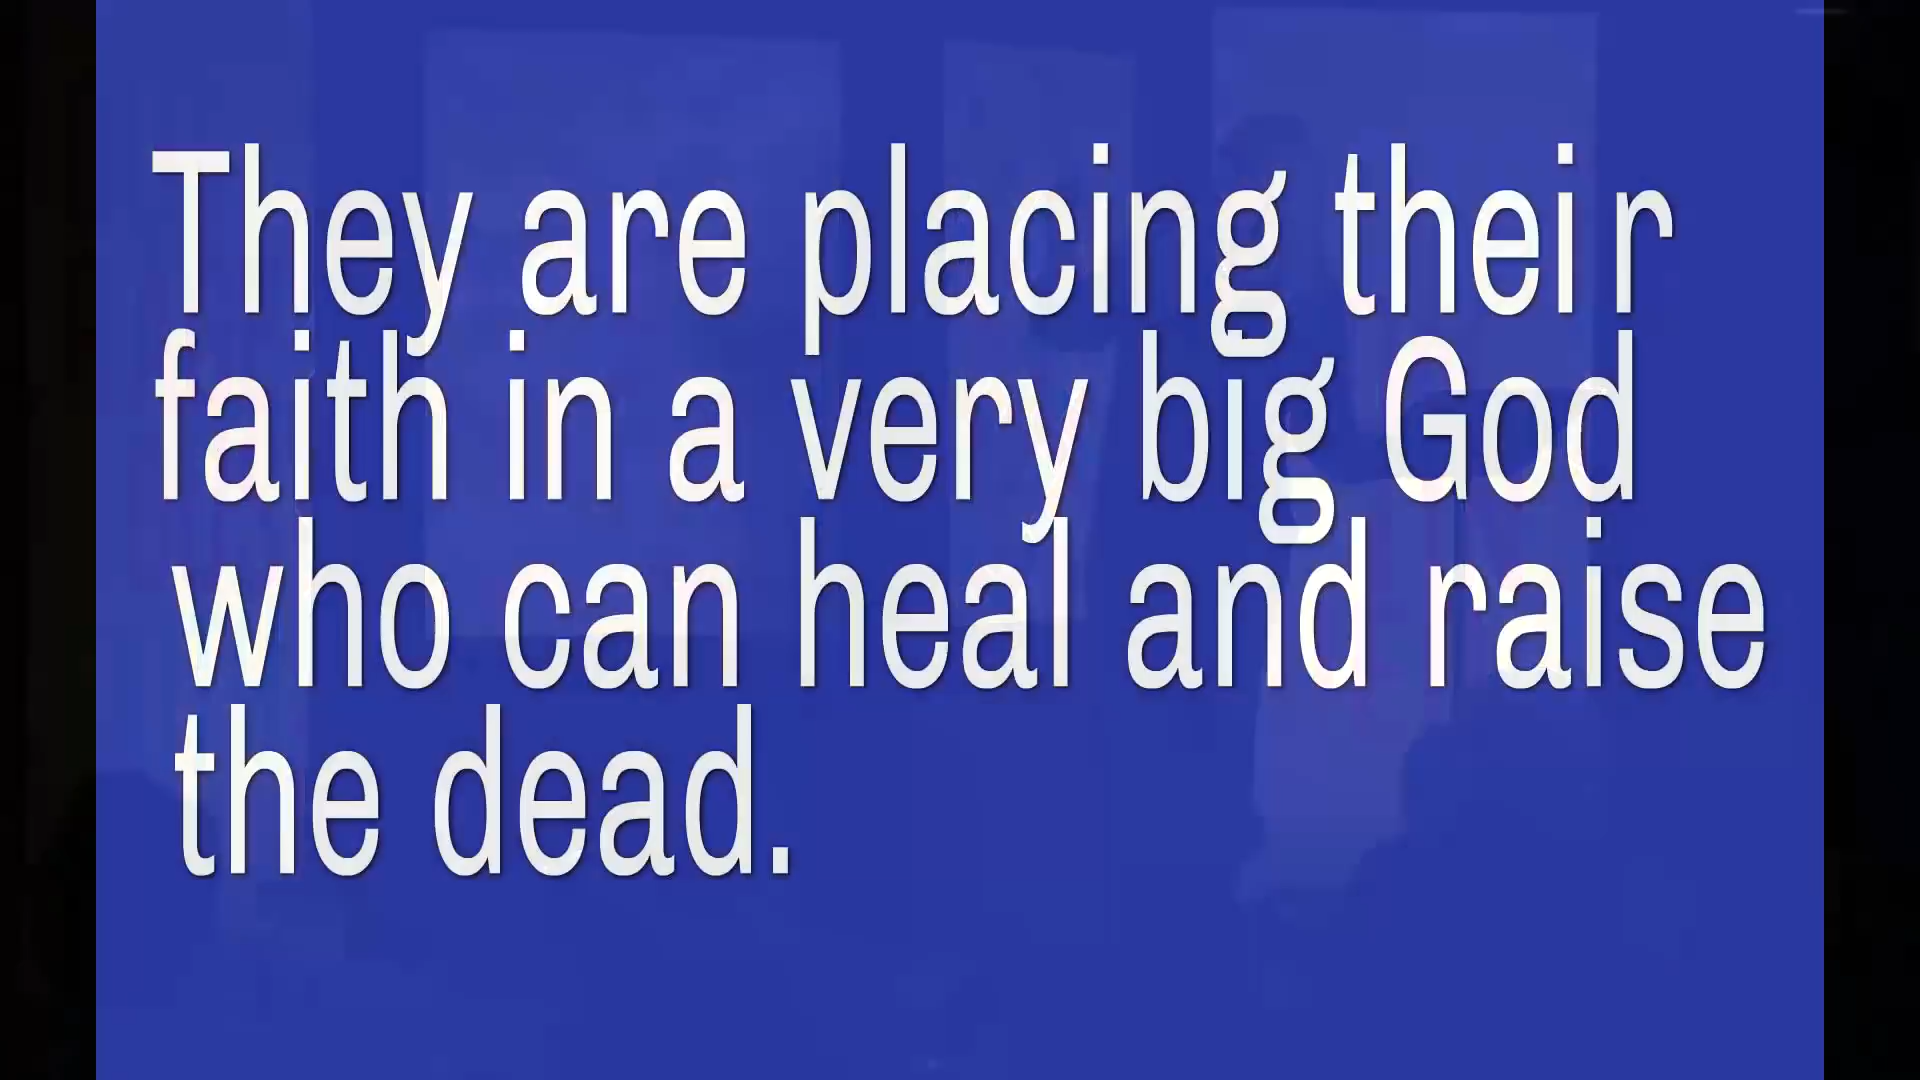 They are placing their
faith in a very big God
who can heal and raise
the dead.